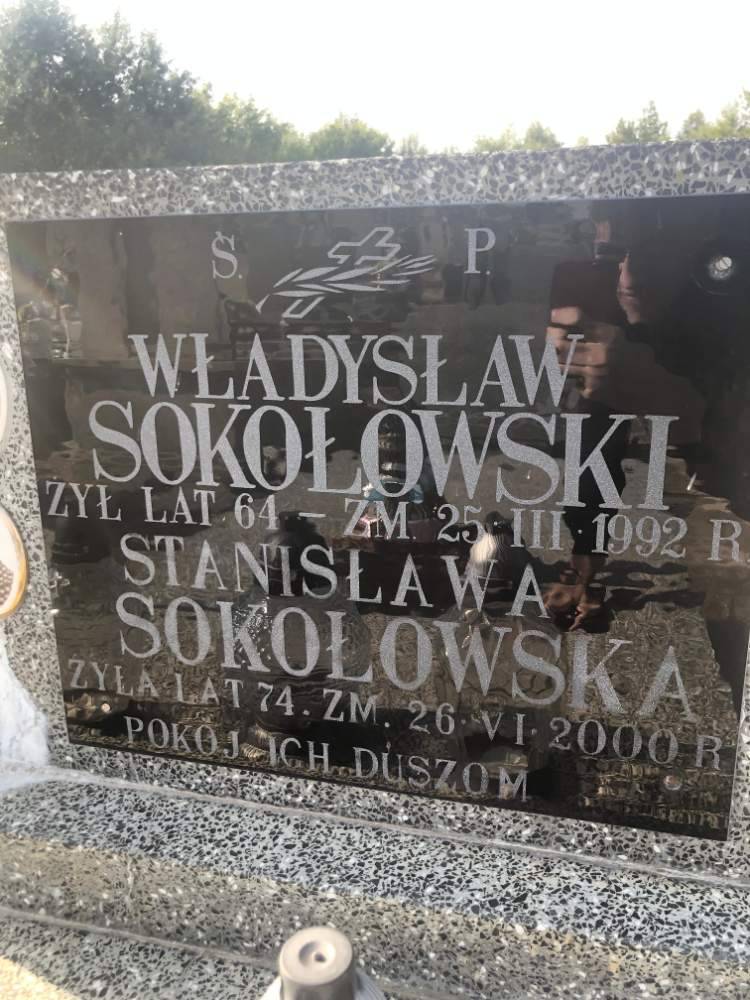 Ś. P.
WŁADYSŁAW
SOKOŁOWSKI
ŻYŁ LAT 64 – ZM. 25·III·1992 R.
STANISŁAWA
SOKOŁOWSKA
ŻYŁA LAT 74. ZM. 26·VI·2000 R
POKÓJ ICH DUSZOM